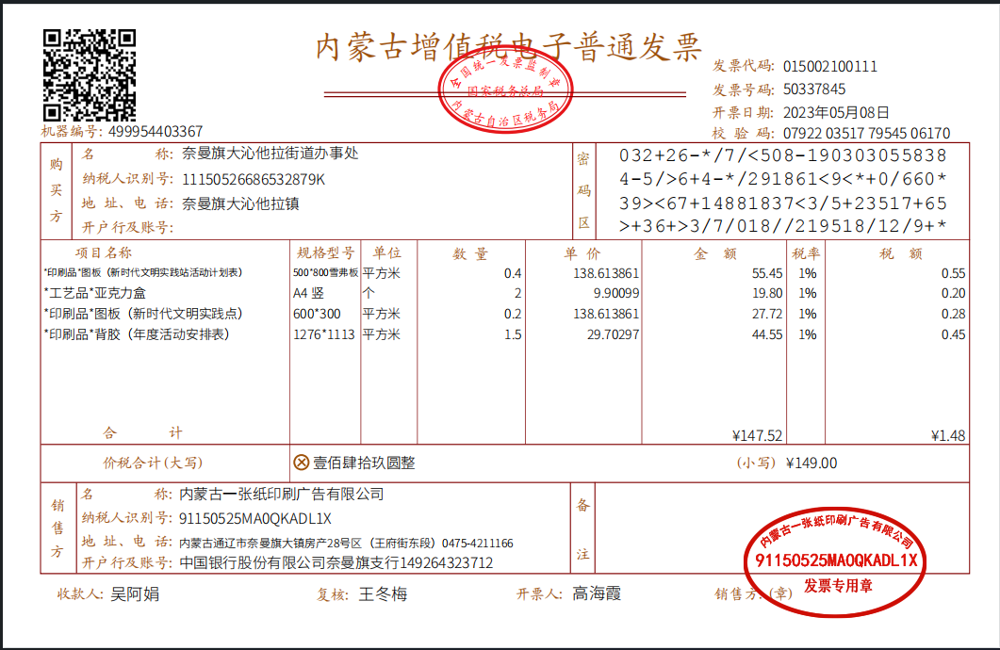 内蒙古增值税电子普通发票
全国统一发票监制章
国家税务总局
内蒙古自治区税务局
发票代码: 015002100111
发票号码: 50337845
开票日期: 2023年05月08日
校 验 码: 07922 03517 79545 06170
机器编号: 499954403367
购买方
名 称: 奈曼旗大沁他拉街道办事处
纳税人识别号: 11150526686532879K
地 址、电 话: 奈曼旗大沁他拉镇
开户行及账号:
密码区
032+26-*/7/<508-190303055838
4-5/>6+4-*/291861<9<*+0/660*
39><67+14881837<3/5+23517+65
>+36+>3/7/018//219518/12/9+*
项目名称 规格型号 单位 数 量 单 价 金 额 税率 税 额
*印刷品*图板（新时代文明实践站活动计划表） 500*800雪弗板 平方米 0.4 138.613861 55.45 1% 0.55
*工艺品*亚克力盒 A4 竖 个 2 9.90099 19.80 1% 0.20
*印刷品*图板（新时代文明实践点） 600*300 平方米 0.2 138.613861 27.72 1% 0.28
*印刷品*背胶（年度活动安排表） 1276*1113 平方米 1.5 29.70297 44.55 1% 0.45
合 计 ¥147.52 ¥1.48
价税合计(大写) ⊗壹佰肆拾玖圆整 (小写) ¥149.00
销售方
名 称: 内蒙古一张纸印刷广告有限公司
纳税人识别号: 91150525MA0QKADL1X
地 址、电 话: 内蒙古通辽市奈曼旗大镇房产28号区（王府街东段）0475-4211166
开户行及账号: 中国银行股份有限公司奈曼旗支行149264323712
备注
内蒙古一张纸印刷广告有限公司
91150525MA0QKADL1X
发票专用章
收款人: 吴阿娟 复核: 王冬梅 开票人: 高海霞 销售方: (章)